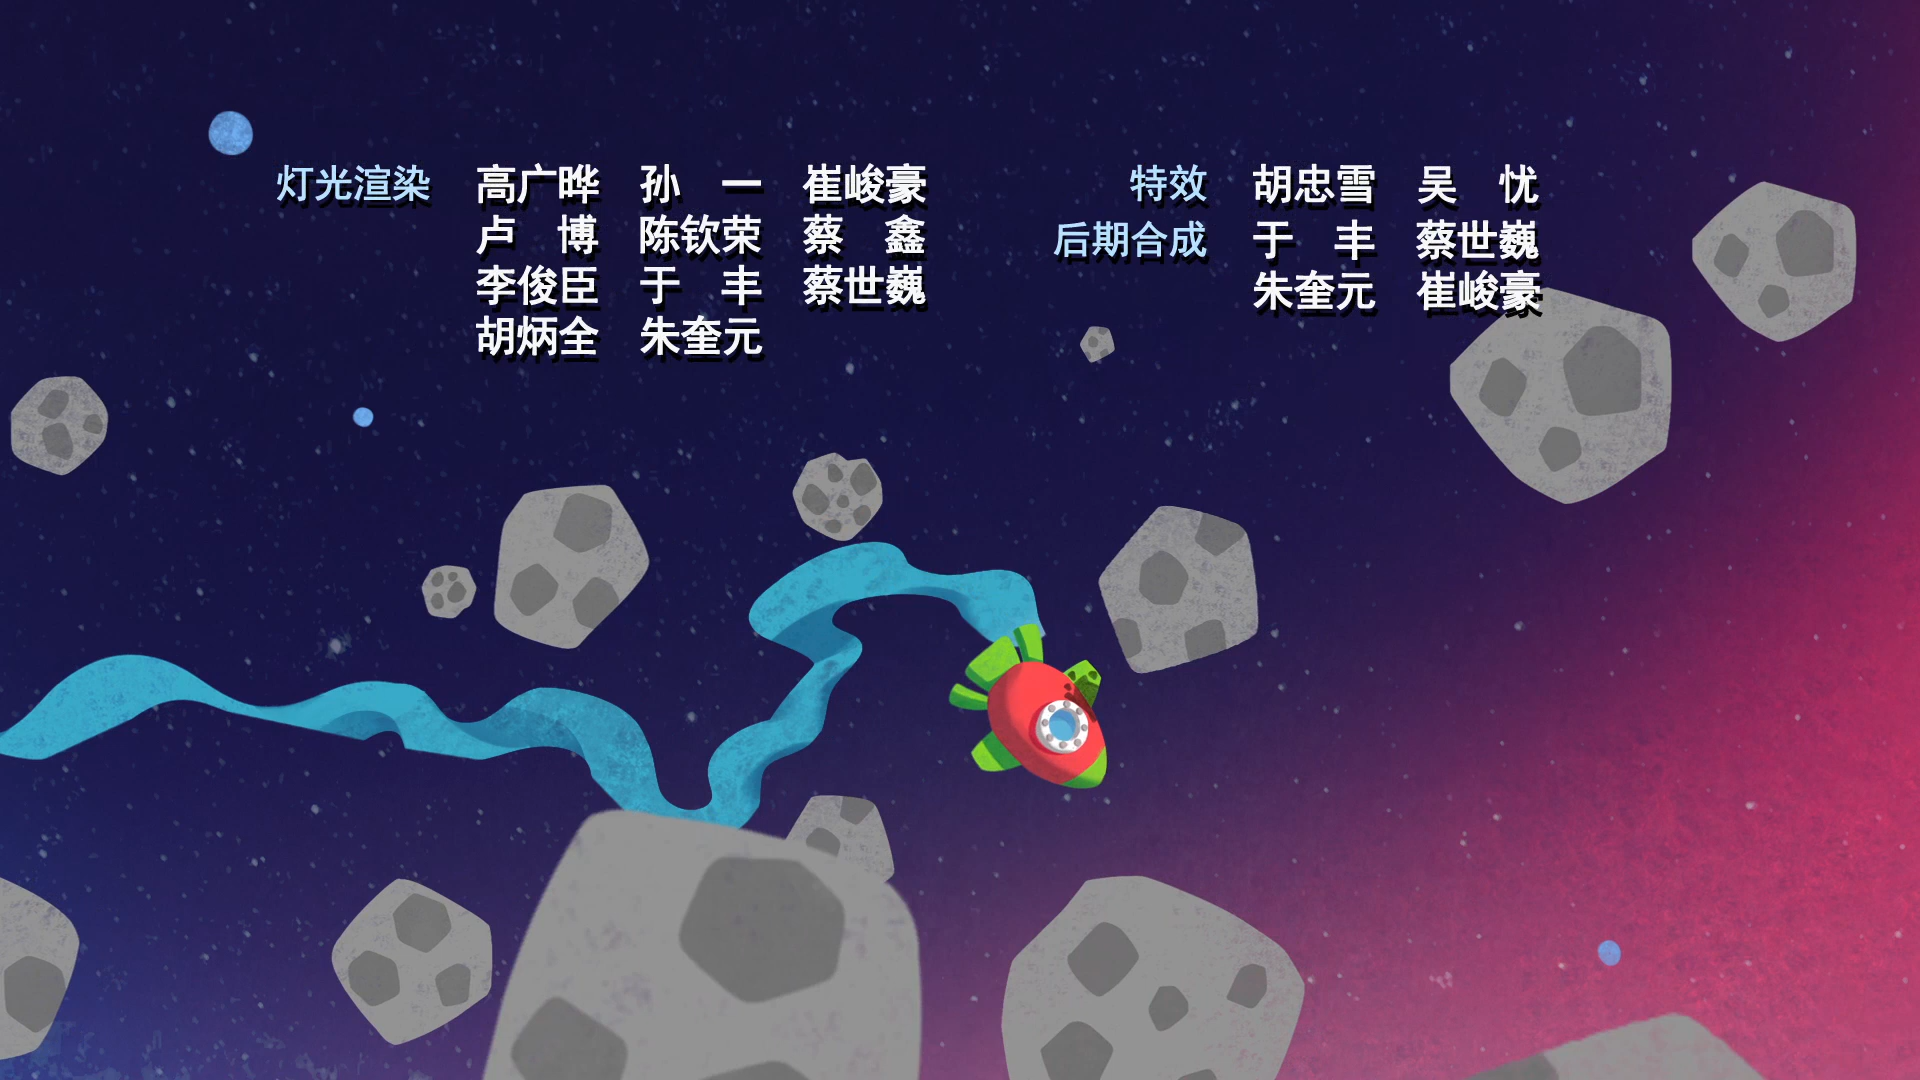 灯光渲染 高广晔 孙 一 崔峻豪
卢 博 陈钦荣 蔡 鑫
李俊臣 于 丰 蔡世巍
胡炳全 朱奎元
特效 胡忠雪 吴 忧
后期合成 于 丰 蔡世巍
朱奎元 崔峻豪